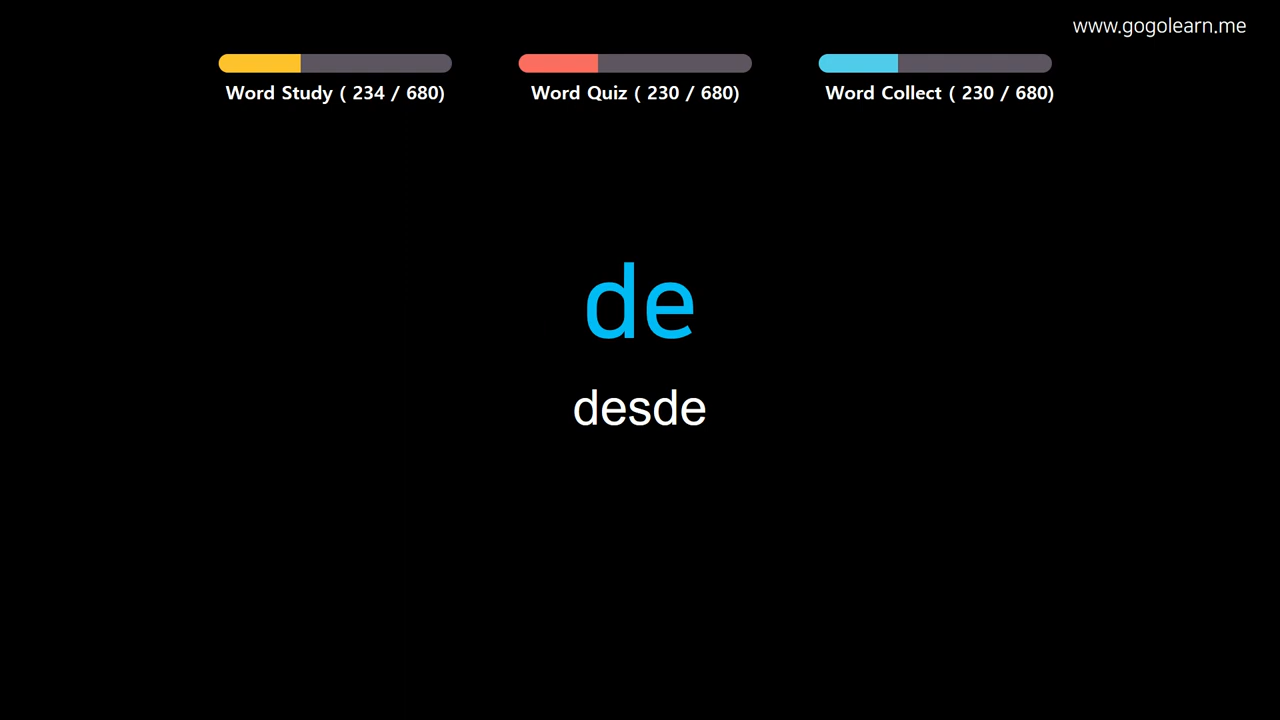 www.gogolearn.me
Word Study ( 234 / 680)
Word Quiz ( 230 / 680)
Word Collect ( 230 / 680)
de
desde